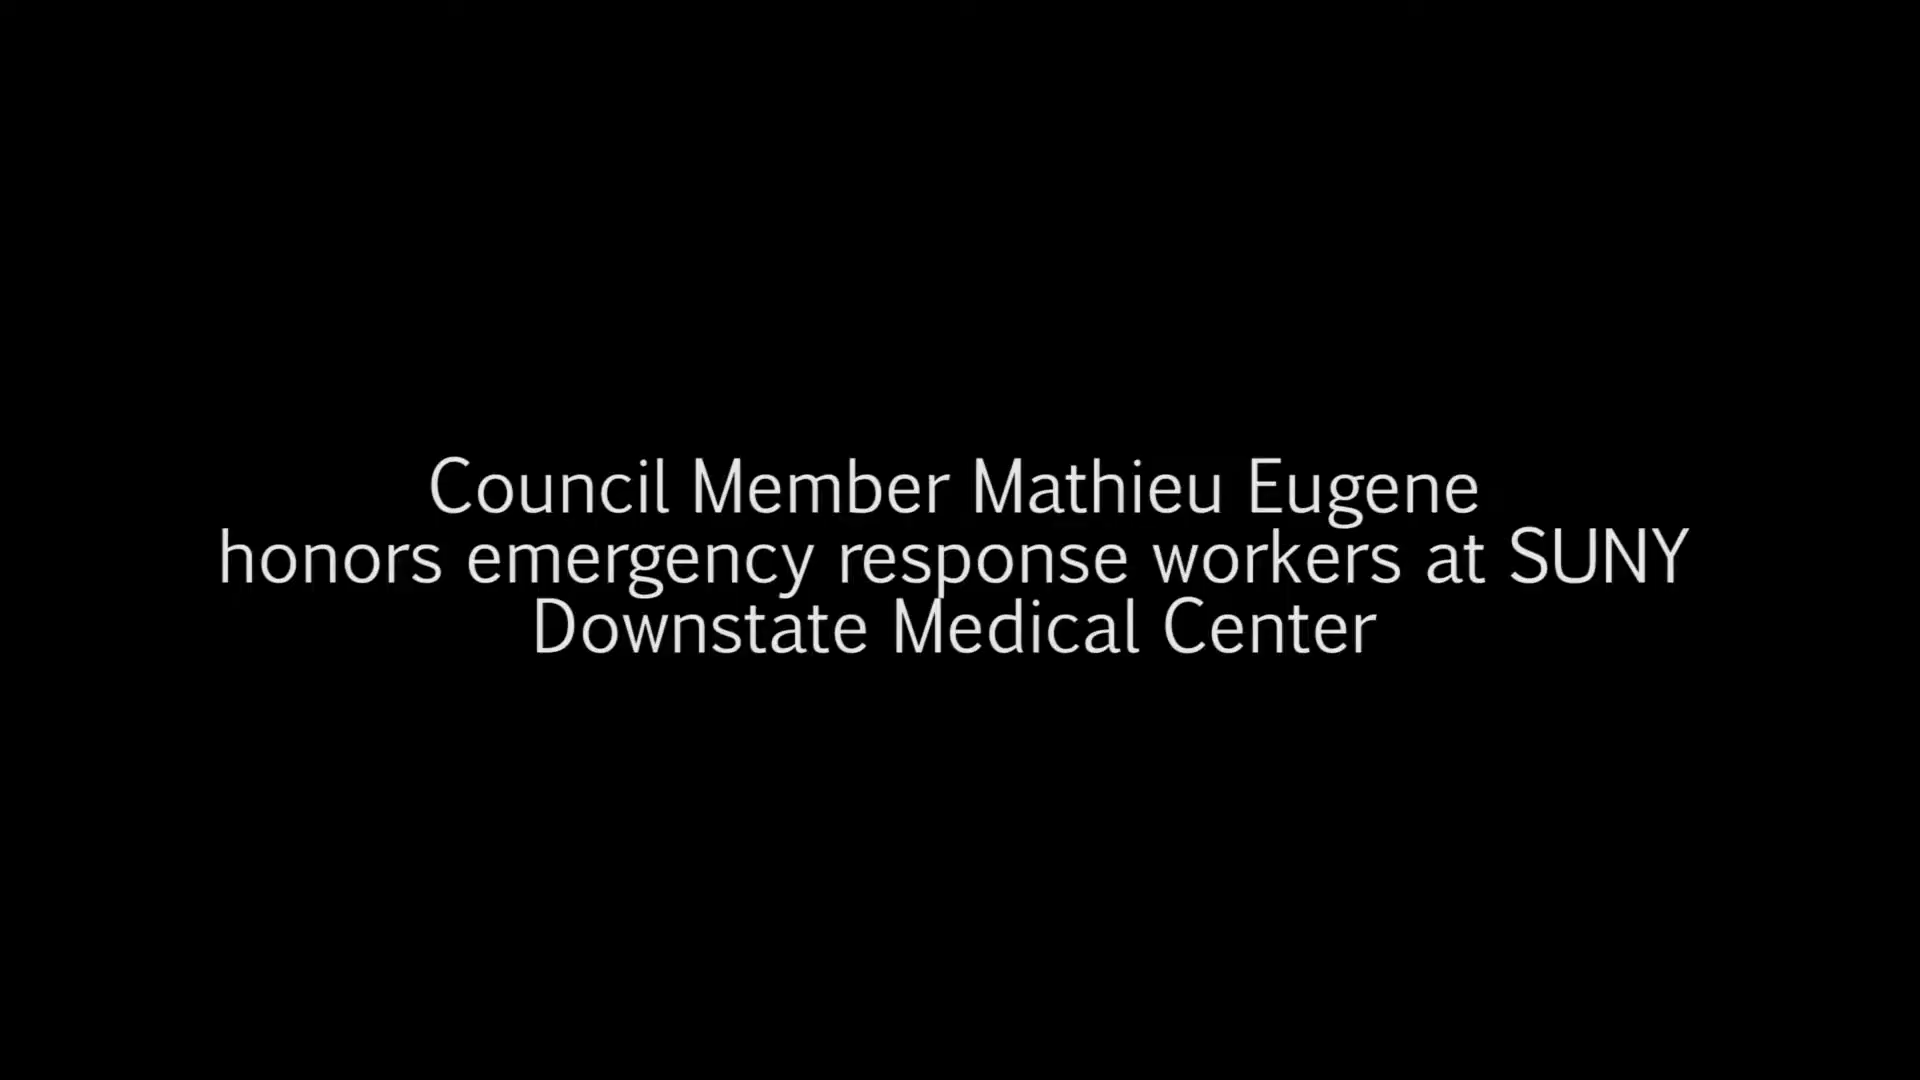 Council Member Mathieu Eugene
honors emergency response workers at SUNY
Downstate Medical Center